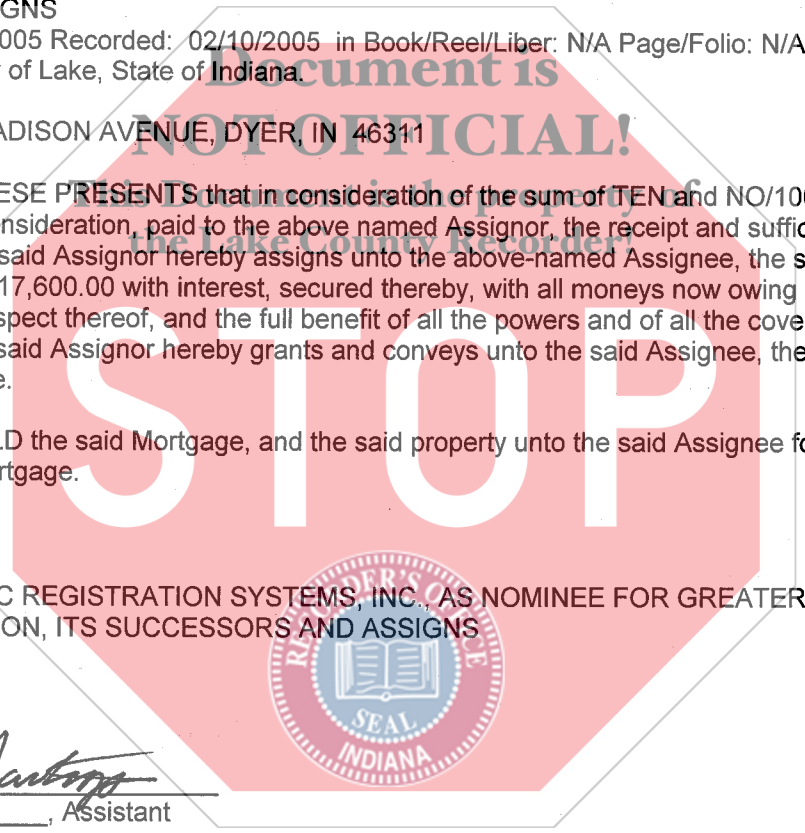 GNS
005 Recorded: 02/10/2005 in Book/Reel/Liber: N/A Page/Folio: N/A
y of Lake, State of Indiana.
Document is
ADISON AVENUE, DYER, IN 46311
NOT OFFICIAL!
ESE PRESENTS that in consideration of the sum of TEN and NO/100
This Document is the property of
nsideration, paid to the above named Assignor, the receipt and suffic
the Lake County Recorder!
said Assignor hereby assigns unto the above-named Assignee, the s
17,600.00 with interest, secured thereby, with all moneys now owing
spect thereof, and the full benefit of all the powers and of all the cove
said Assignor hereby grants and conveys unto the said Assignee, the
e.
LD the said Mortgage, and the said property unto the said Assignee fo
rtgage.
STOP
C REGISTRATION SYSTEMS, INC., AS NOMINEE FOR GREATER
ON, ITS SUCCESSORS AND ASSIGNS
RECORDER'S OFFICE
SEAL
INDIANA
, Assistant